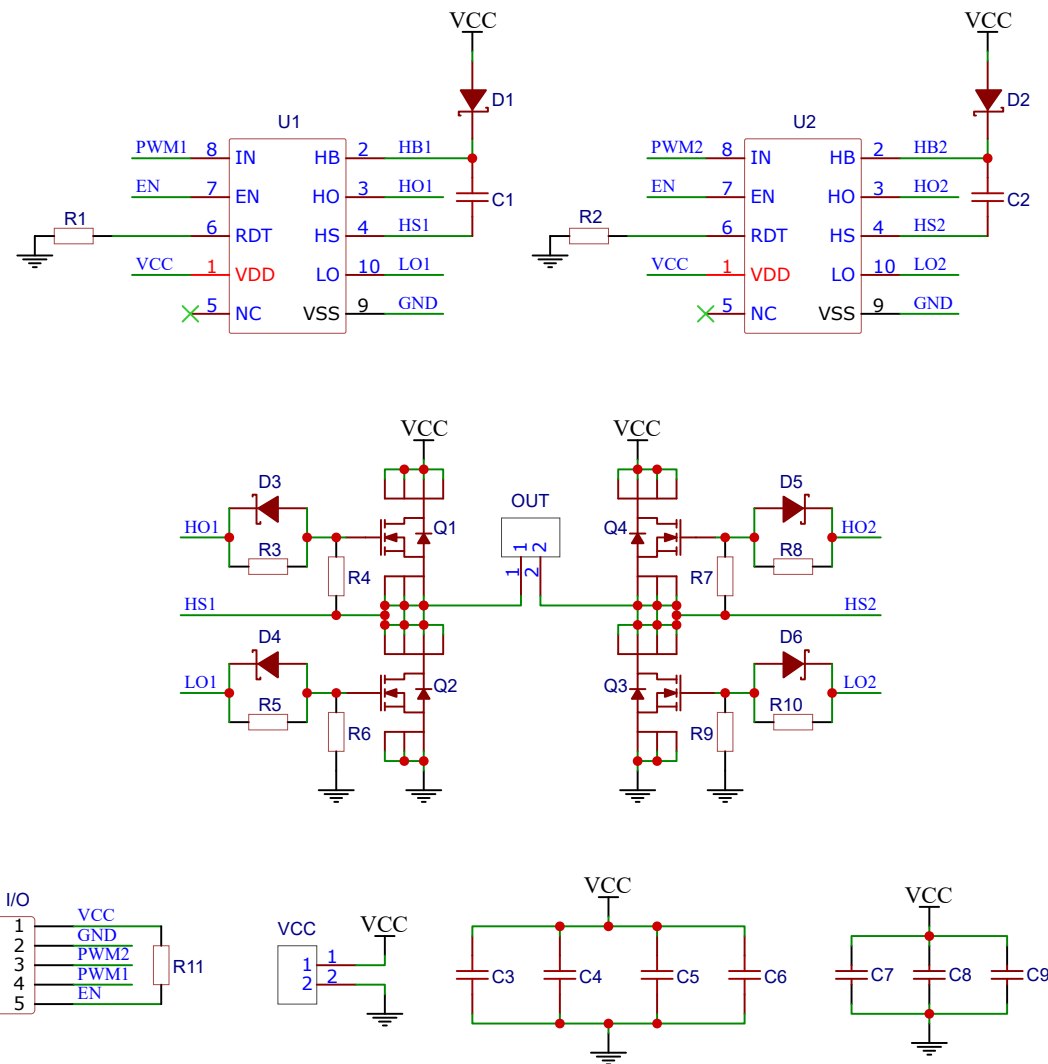 VCC
VCC
D1
D2
U1
U2
PWM1 8 IN HB 2 HB1
PWM2 8 IN HB 2 HB2
EN 7 EN HO 3 HO1 C1
EN 7 EN HO 3 HO2 C2
R1 6 RDT HS 4 HS1
R2 6 RDT HS 4 HS2
VCC 1 VDD LO 10 LO1
VCC 1 VDD LO 10 LO2
5 NC VSS 9 GND
5 NC VSS 9 GND
VCC
VCC
D3
OUT
D5
HO1
Q1
1 2
Q4
HO2
R3
R4
1 2
R7
R8
HS1
HS2
D4
D6
LO1
Q2
Q3
LO2
R5
R6
R9
R10
I/O
1 VCC
2 GND
3 PWM2
4 PWM1
5 EN
R11
VCC
VCC
1 1
2 2
VCC
C3
C4
C5
C6
VCC
C7
C8
C9